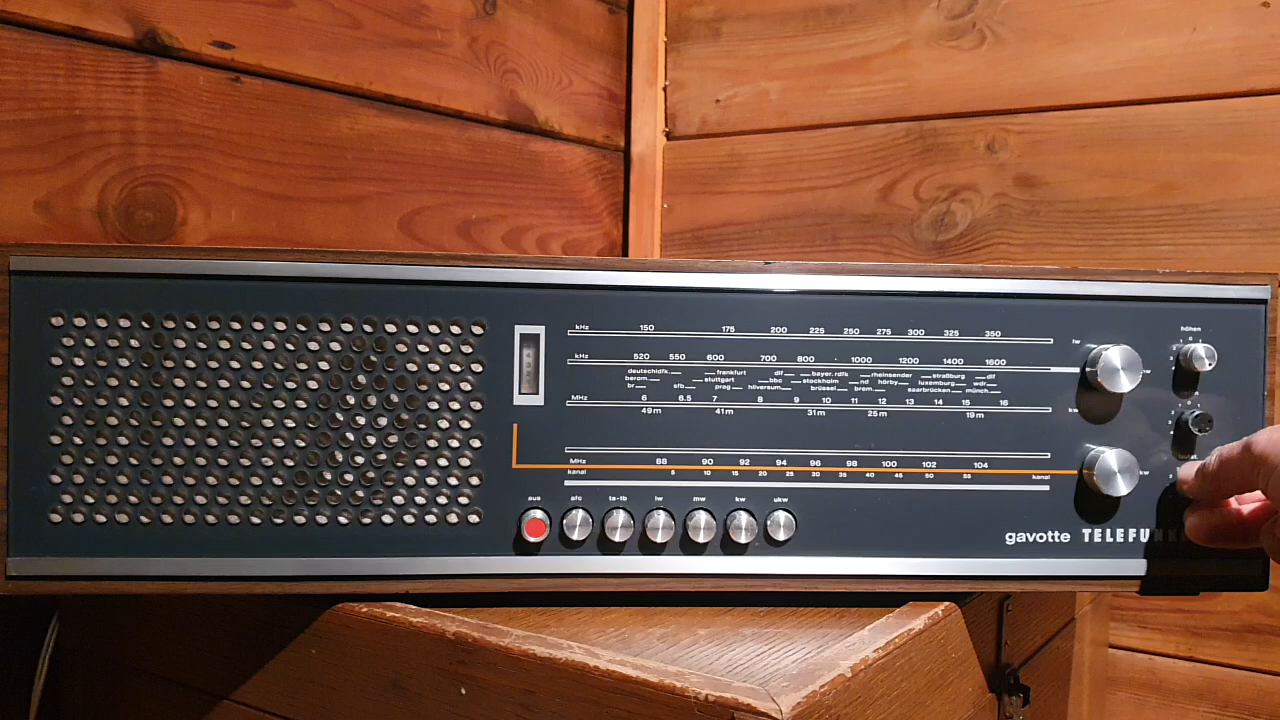 kHz 150 175 200 225 250 275 300 325 350
lw
höhen
kHz 520 550 600 700 800 1000 1200 1400 1600
deutschldfk. frankfurt dlf bayer.rdfk rheinsender straßburg dlf
berom. stuttgart bbc stockholm nd hörby luxemburg wdr
br sfb prag hilversum brüssel brem. saarbrücken münch.
MHz 6 6.5 7 8 9 10 11 12 13 14 15 16
49m 41m 31m 25m 19m
MHz 88 90 92 94 96 98 100 102 104
kanal 5 10 15 20 25 30 35 40 45 50 55 kanal
aus afc ta-tb lw mw kw ukw
gavotte TELEFUNK